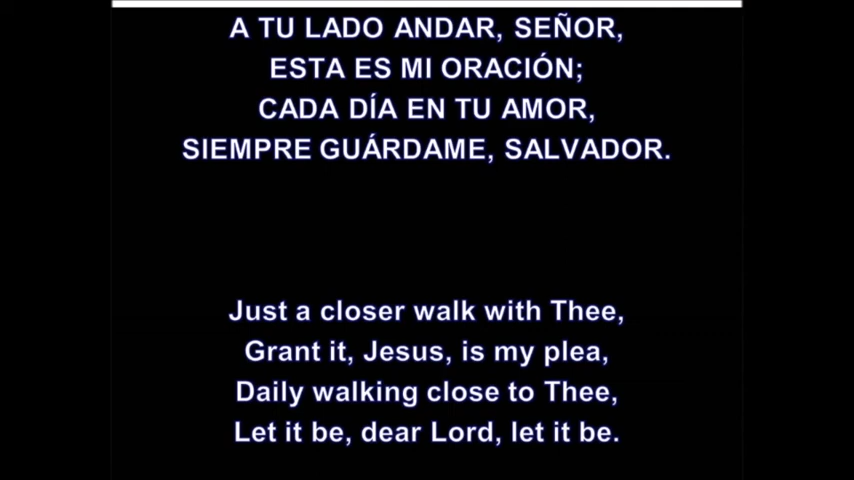 A TU LADO ANDAR, SEÑOR,
ESTA ES MI ORACIÓN;
CADA DÍA EN TU AMOR,
SIEMPRE GUÁRDAME, SALVADOR.
Just a closer walk with Thee,
Grant it, Jesus, is my plea,
Daily walking close to Thee,
Let it be, dear Lord, let it be.